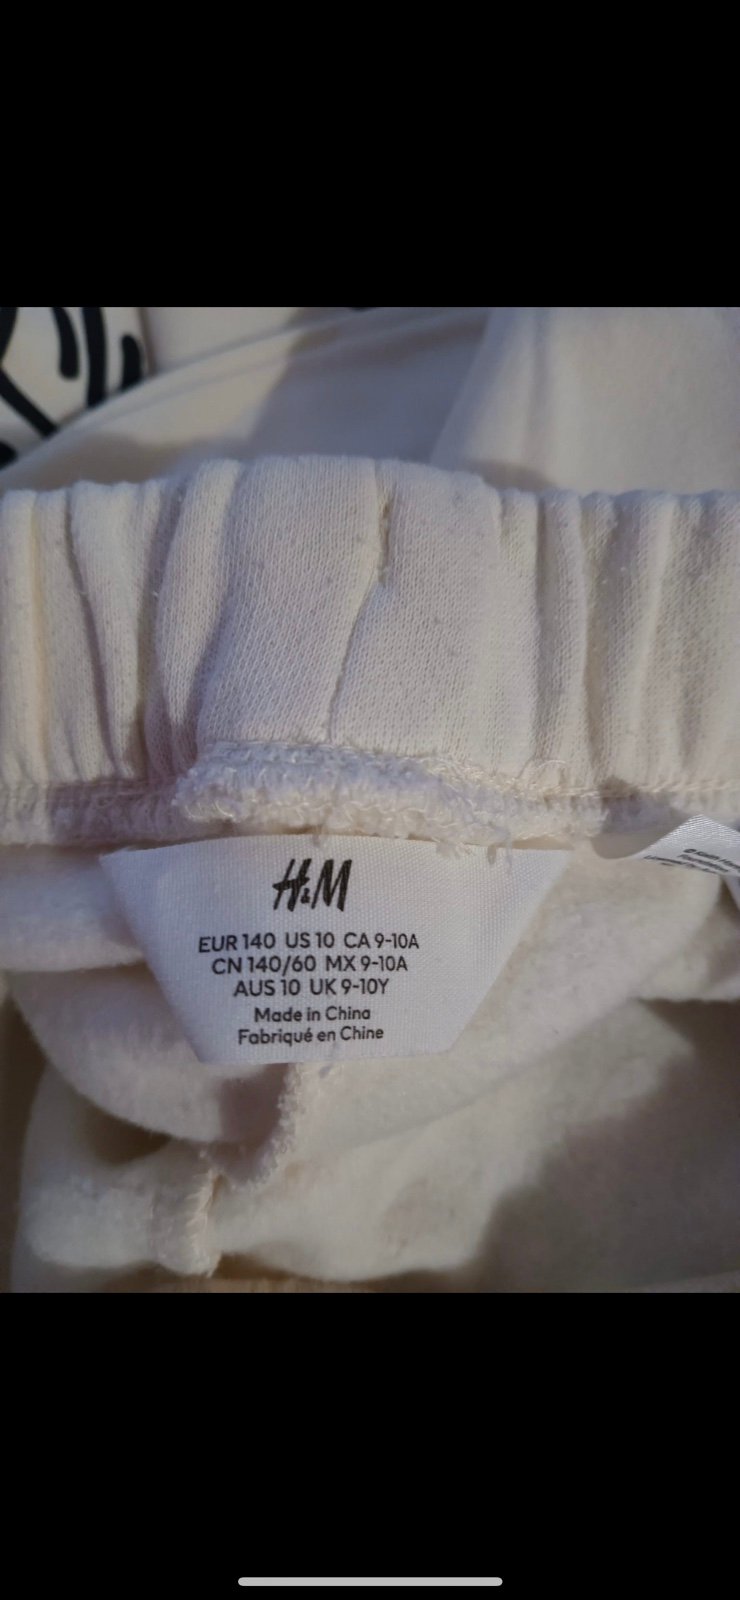 H&M
EUR 140 US 10 CA 9-10A
CN 140/60 MX 9-10A
AUS 10 UK 9-10Y
Made in China
Fabriqué en Chine